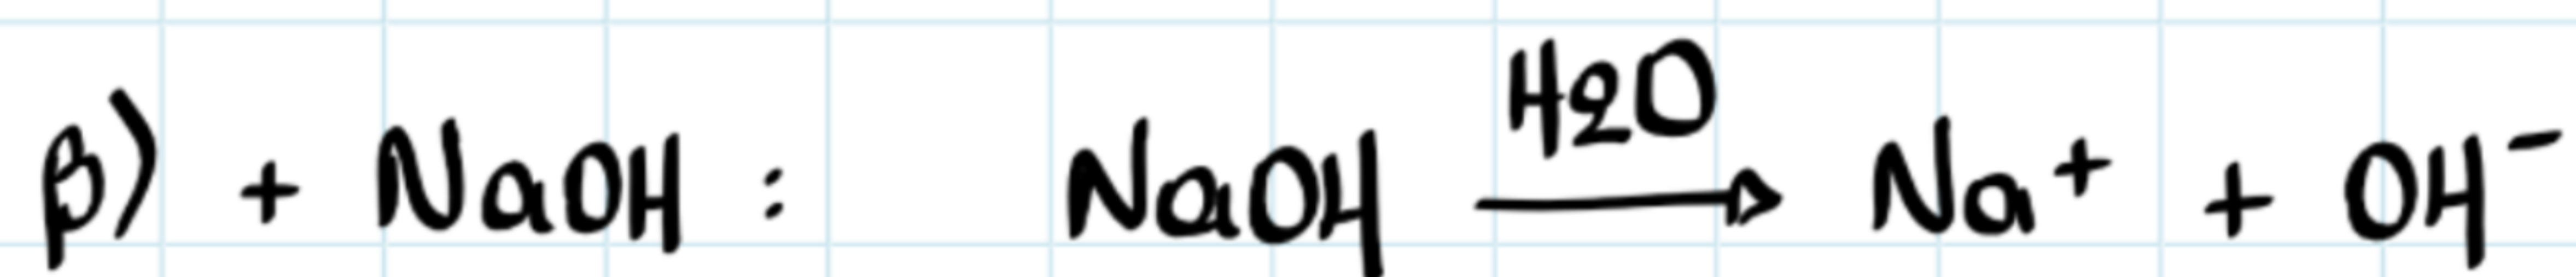 β) + NaOH : NaOH —H2O→ Na⁺ + OH⁻